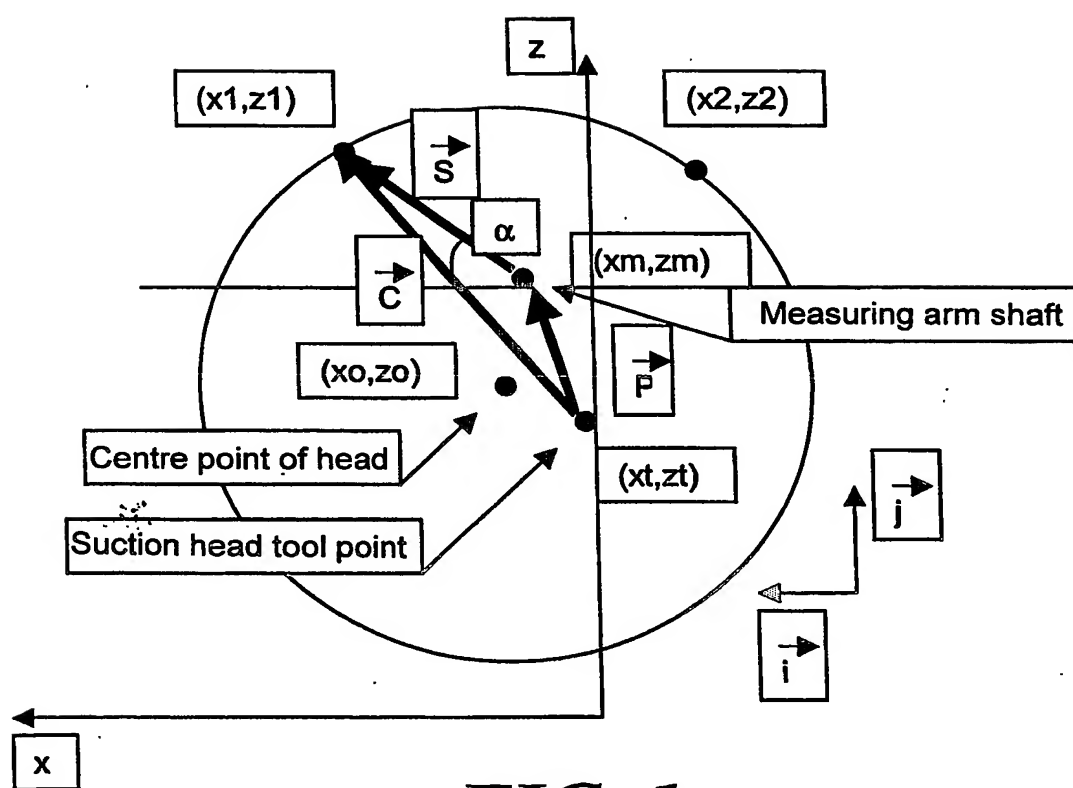 z
(x1,z1)
(x2,z2)
S
α
(xm,zm)
C
Measuring arm shaft
(xo,zo)
P
Centre point of head
(xt,zt)
j
Suction head tool point
i
x